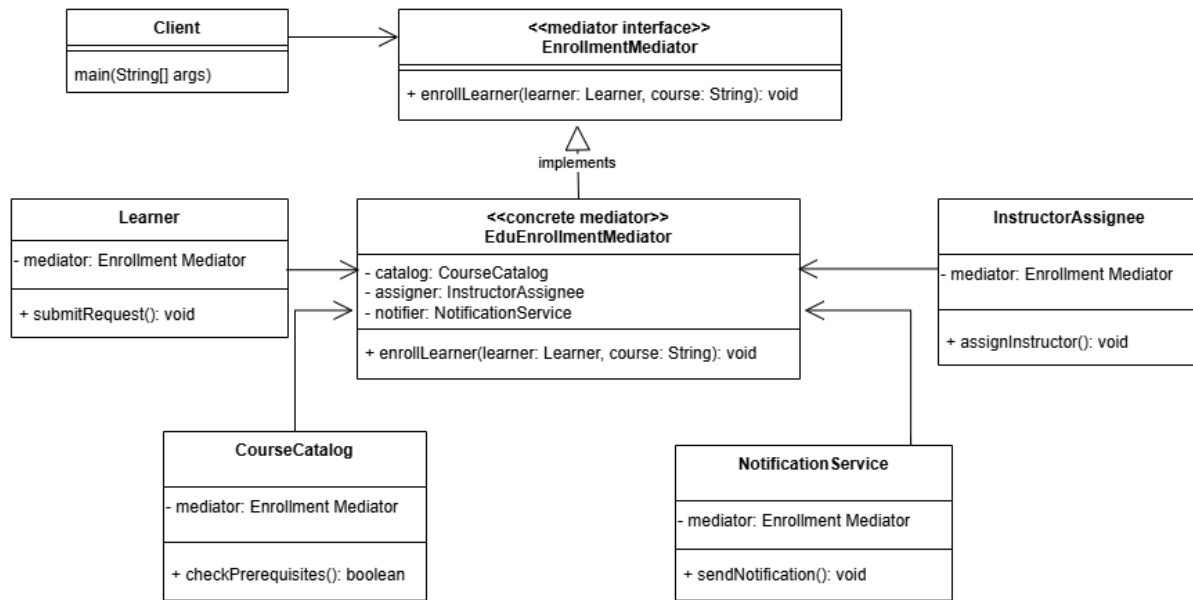 Client
main(String[] args)
<<mediator interface>>
EnrollmentMediator
+ enrollLearner(learner: Learner, course: String): void
implements
Learner
- mediator: Enrollment Mediator
+ submitRequest(): void
<<concrete mediator>>
EduEnrollmentMediator
- catalog: CourseCatalog
- assigner: InstructorAssignee
- notifier: NotificationService
+ enrollLearner(learner: Learner, course: String): void
InstructorAssignee
- mediator: Enrollment Mediator
+ assignInstructor(): void
CourseCatalog
- mediator: Enrollment Mediator
+ checkPrerequisites(): boolean
NotificationService
- mediator: Enrollment Mediator
+ sendNotification(): void